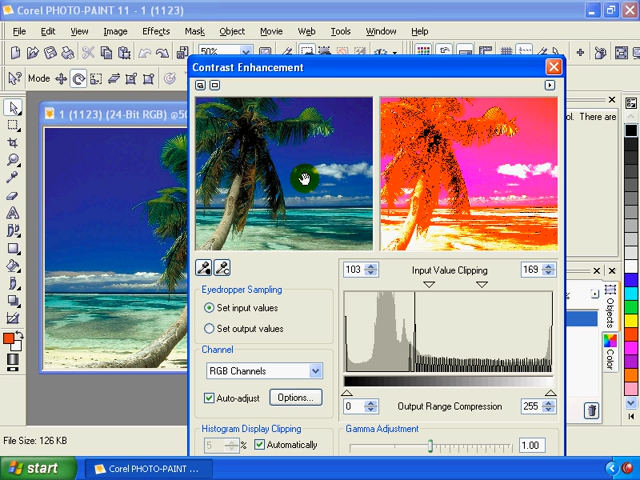 Corel PHOTO-PAINT 11 - 1 (1123)
File Edit View Image Effects Mask Object Movie Web Tools Window Help
50%
Mode
Contrast Enhancement
1 (1123) (24-Bit RGB) @50
ol. There are
103 Input Value Clipping 169
Eyedropper Sampling
Set input values
Set output values
Channel
RGB Channels
Auto-adjust Options...
0 Output Range Compression 255
Histogram Display Clipping Gamma Adjustment
5 % Automatically 1.00
Objects
Color
File Size: 126 KB
start Corel PHOTO-PAINT ...